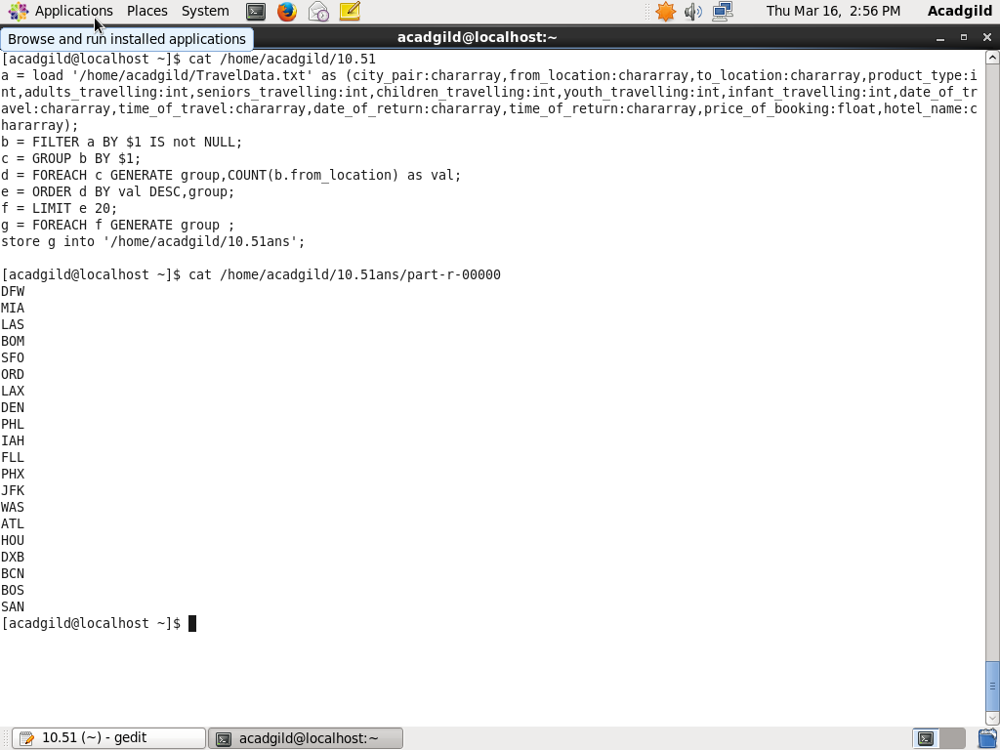 Applications Places System Thu Mar 16, 2:56 PM Acadgild
Browse and run installed applications
acadgild@localhost:~
[acadgild@localhost ~]$ cat /home/acadgild/10.51
a = load '/home/acadgild/TravelData.txt' as (city_pair:chararray,from_location:chararray,to_location:chararray,product_type:i
nt,adults_travelling:int,seniors_travelling:int,children_travelling:int,youth_travelling:int,infant_travelling:int,date_of_tr
avel:chararray,time_of_travel:chararray,date_of_return:chararray,time_of_return:chararray,price_of_booking:float,hotel_name:c
hararray);
b = FILTER a BY $1 IS not NULL;
c = GROUP b BY $1;
d = FOREACH c GENERATE group,COUNT(b.from_location) as val;
e = ORDER d BY val DESC,group;
f = LIMIT e 20;
g = FOREACH f GENERATE group ;
store g into '/home/acadgild/10.51ans';
[acadgild@localhost ~]$ cat /home/acadgild/10.51ans/part-r-00000
DFW
MIA
LAS
BOM
SFO
ORD
LAX
DEN
PHL
IAH
FLL
PHX
JFK
WAS
ATL
HOU
DXB
BCN
BOS
SAN
[acadgild@localhost ~]$
10.51 (~) - gedit acadgild@localhost:~